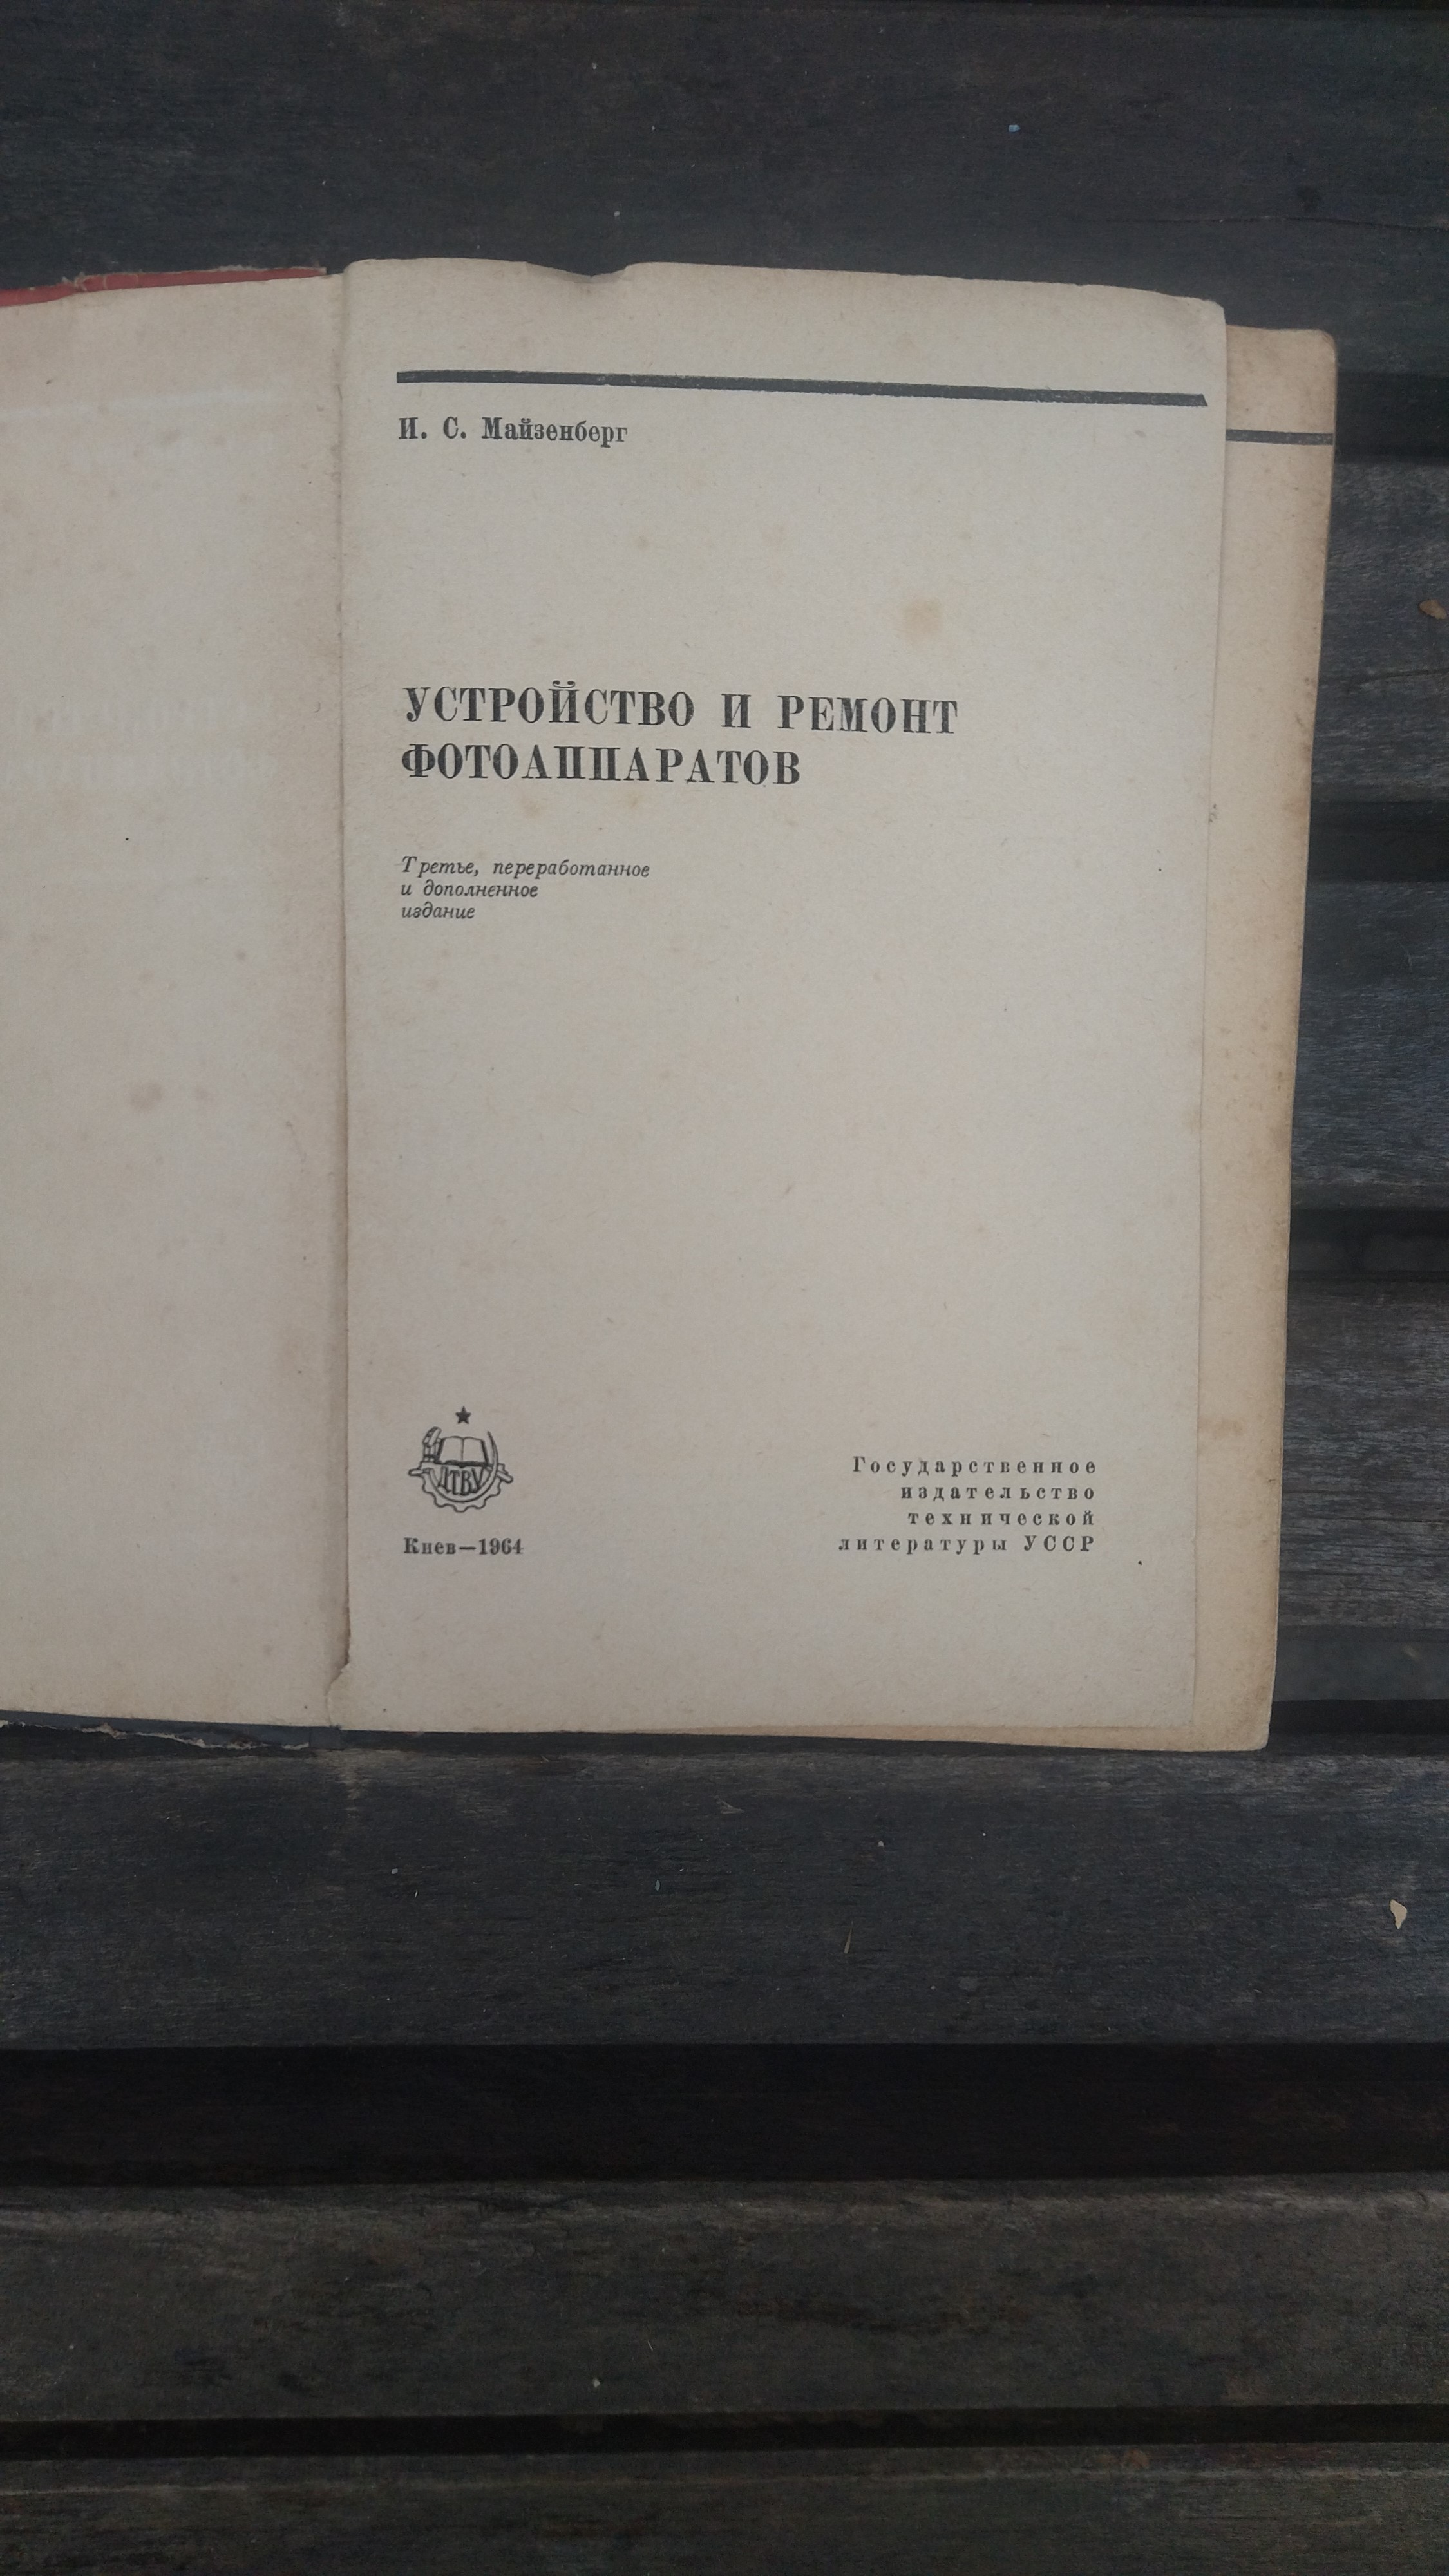 И. С. Майзенберг
УСТРОЙСТВО И РЕМОНТ
ФОТОАППАРАТОВ
Третье, переработанное
и дополненное
издание
ДТВУ
Киев—1964
Государственное
издательство
технической
литературы УССР